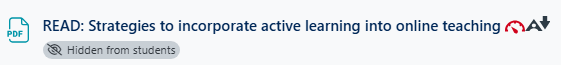 PDF READ: Strategies to incorporate active learning into online teaching A
Hidden from students